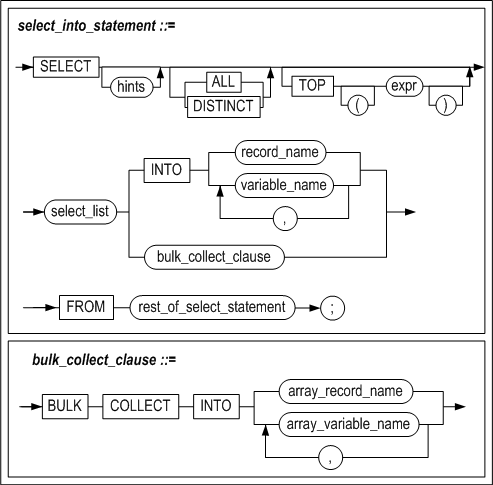 select_into_statement ::=
SELECT hints ALL DISTINCT TOP ( expr )
select_list INTO record_name
variable_name
,
bulk_collect_clause
FROM rest_of_select_statement ;
bulk_collect_clause ::=
BULK COLLECT INTO array_record_name
array_variable_name
,